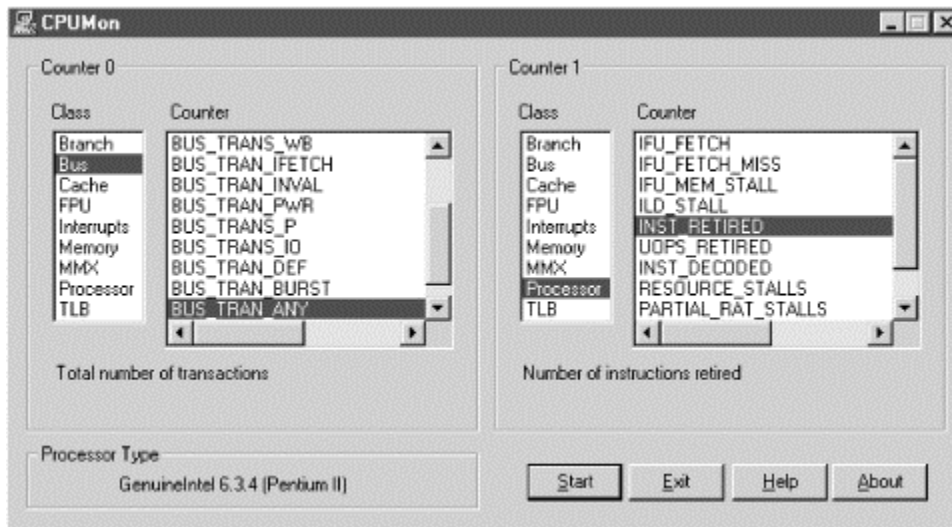 CPUMon
Counter 0
Class
Counter
Branch
Bus
Cache
FPU
Interrupts
Memory
MMX
Processor
TLB
BUS_TRANS_WB
BUS_TRAN_IFETCH
BUS_TRAN_INVAL
BUS_TRAN_PWR
BUS_TRANS_P
BUS_TRANS_IO
BUS_TRAN_DEF
BUS_TRAN_BURST
BUS_TRAN_ANY
Total number of transactions
Counter 1
Class
Counter
Branch
Bus
Cache
FPU
Interrupts
Memory
MMX
Processor
TLB
IFU_FETCH
IFU_FETCH_MISS
IFU_MEM_STALL
ILD_STALL
INST_RETIRED
UOPS_RETIRED
INST_DECODED
RESOURCE_STALLS
PARTIAL_RAT_STALLS
Number of instructions retired
Processor Type
GenuineIntel 6.3.4 (Pentium II)
Start
Exit
Help
About